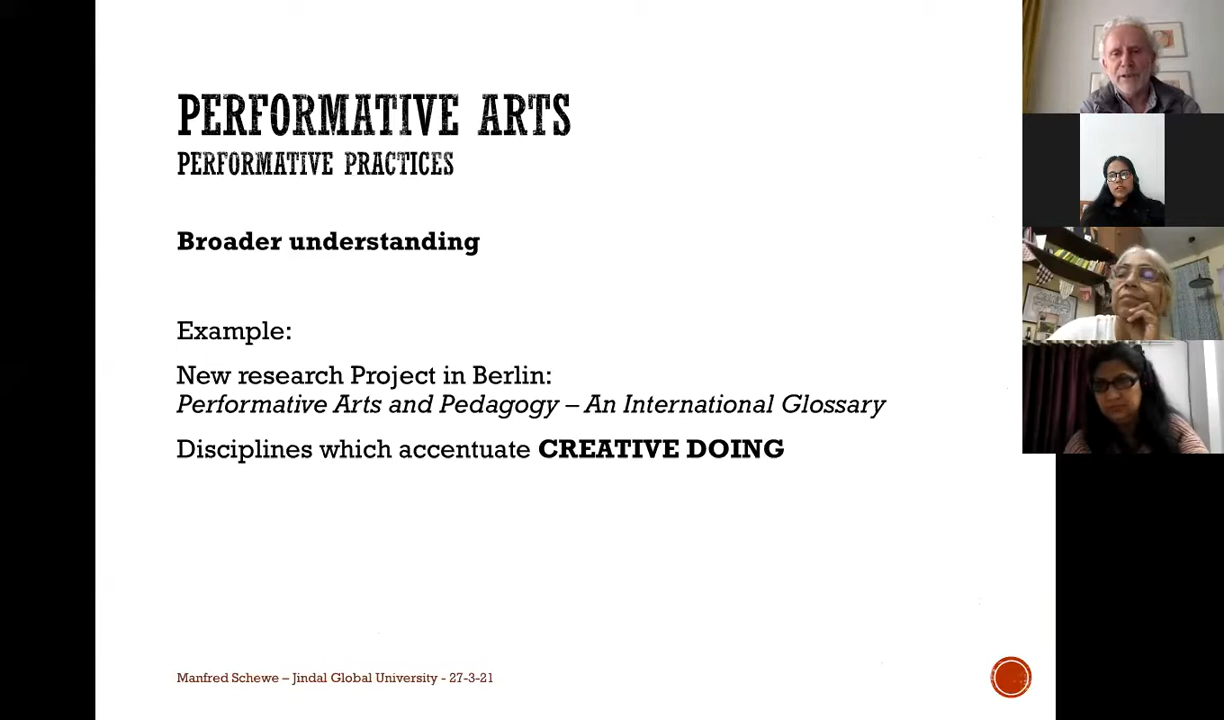 PERFORMATIVE ARTS
PERFORMATIVE PRACTICES
Broader understanding
Example:
New research Project in Berlin:
Performative Arts and Pedagogy – An International Glossary
Disciplines which accentuate CREATIVE DOING
Manfred Schewe – Jindal Global University - 27-3-21